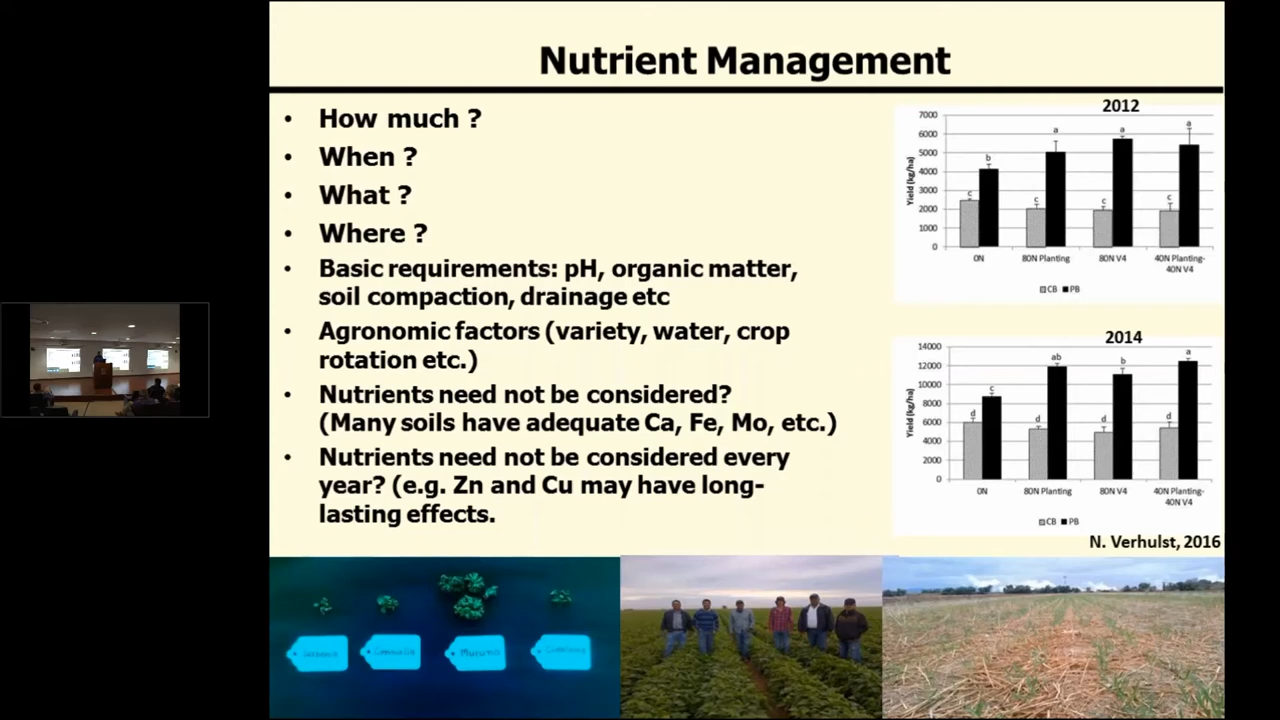 Nutrient Management
• How much ?
• When ?
• What ?
• Where ?
• Basic requirements: pH, organic matter,
soil compaction, drainage etc
• Agronomic factors (variety, water, crop
rotation etc.)
• Nutrients need not be considered?
(Many soils have adequate Ca, Fe, Mo, etc.)
• Nutrients need not be considered every
year? (e.g. Zn and Cu may have long-
lasting effects.
2012
Yield (kg/ha)
7000
6000
5000
4000
3000
2000
1000
0
c b c a c a c a
0N 80N Planting 80N V4 40N Planting-
40N V4
CB PB
2014
Yield (kg/ha)
14000
12000
10000
8000
6000
4000
2000
0
d c d ab d b d a
0N 80N Planting 80N V4 40N Planting-
40N V4
CB PB
N. Verhulst, 2016